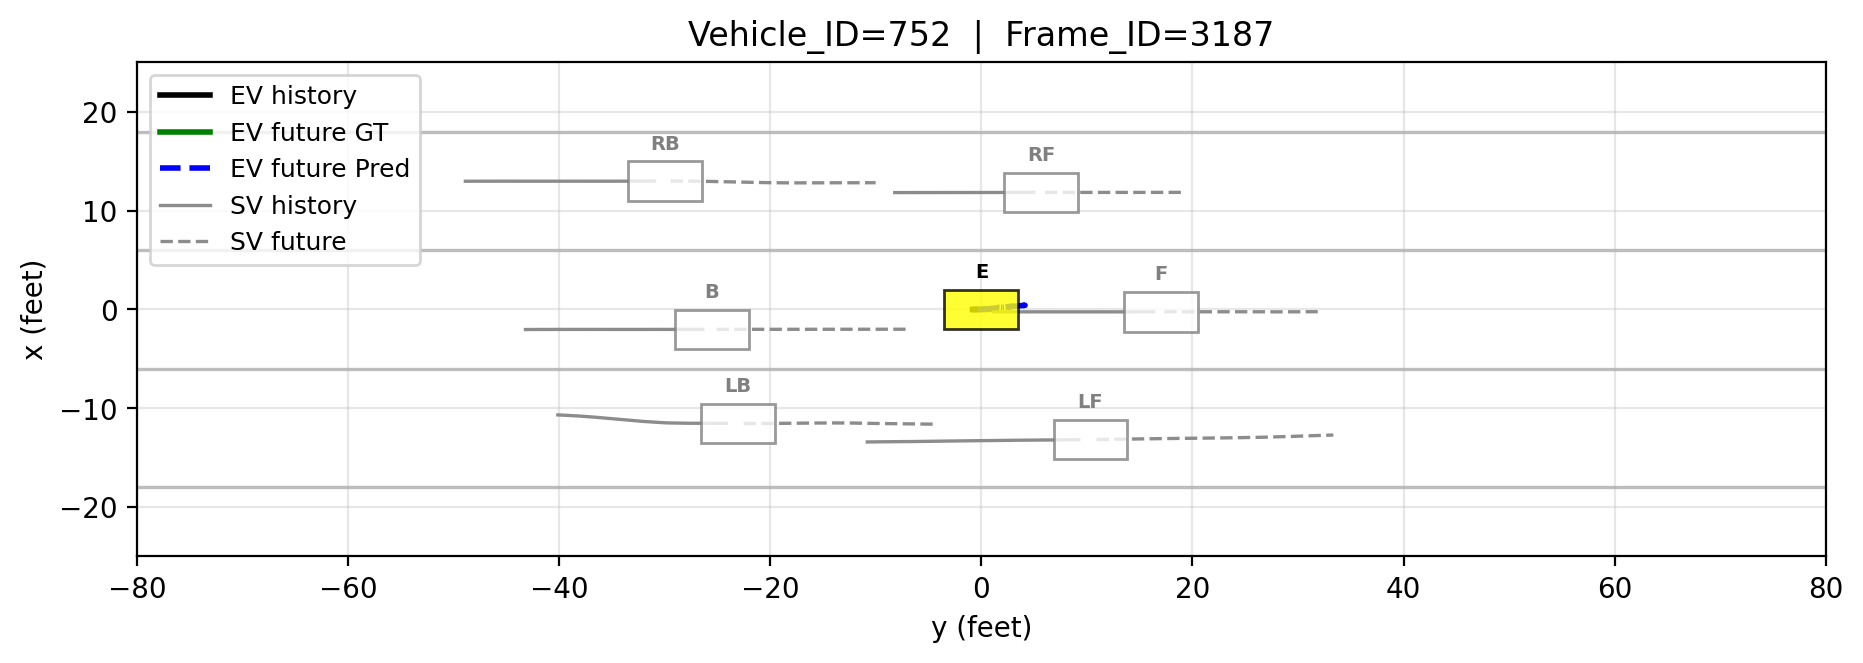 Vehicle_ID=752 | Frame_ID=3187
EV history
EV future GT
EV future Pred
SV history
SV future
RB
RF
E
F
B
LB
LF
20
10
0
−10
−20
x (feet)
−80
−60
−40
−20
0
20
40
60
80
y (feet)